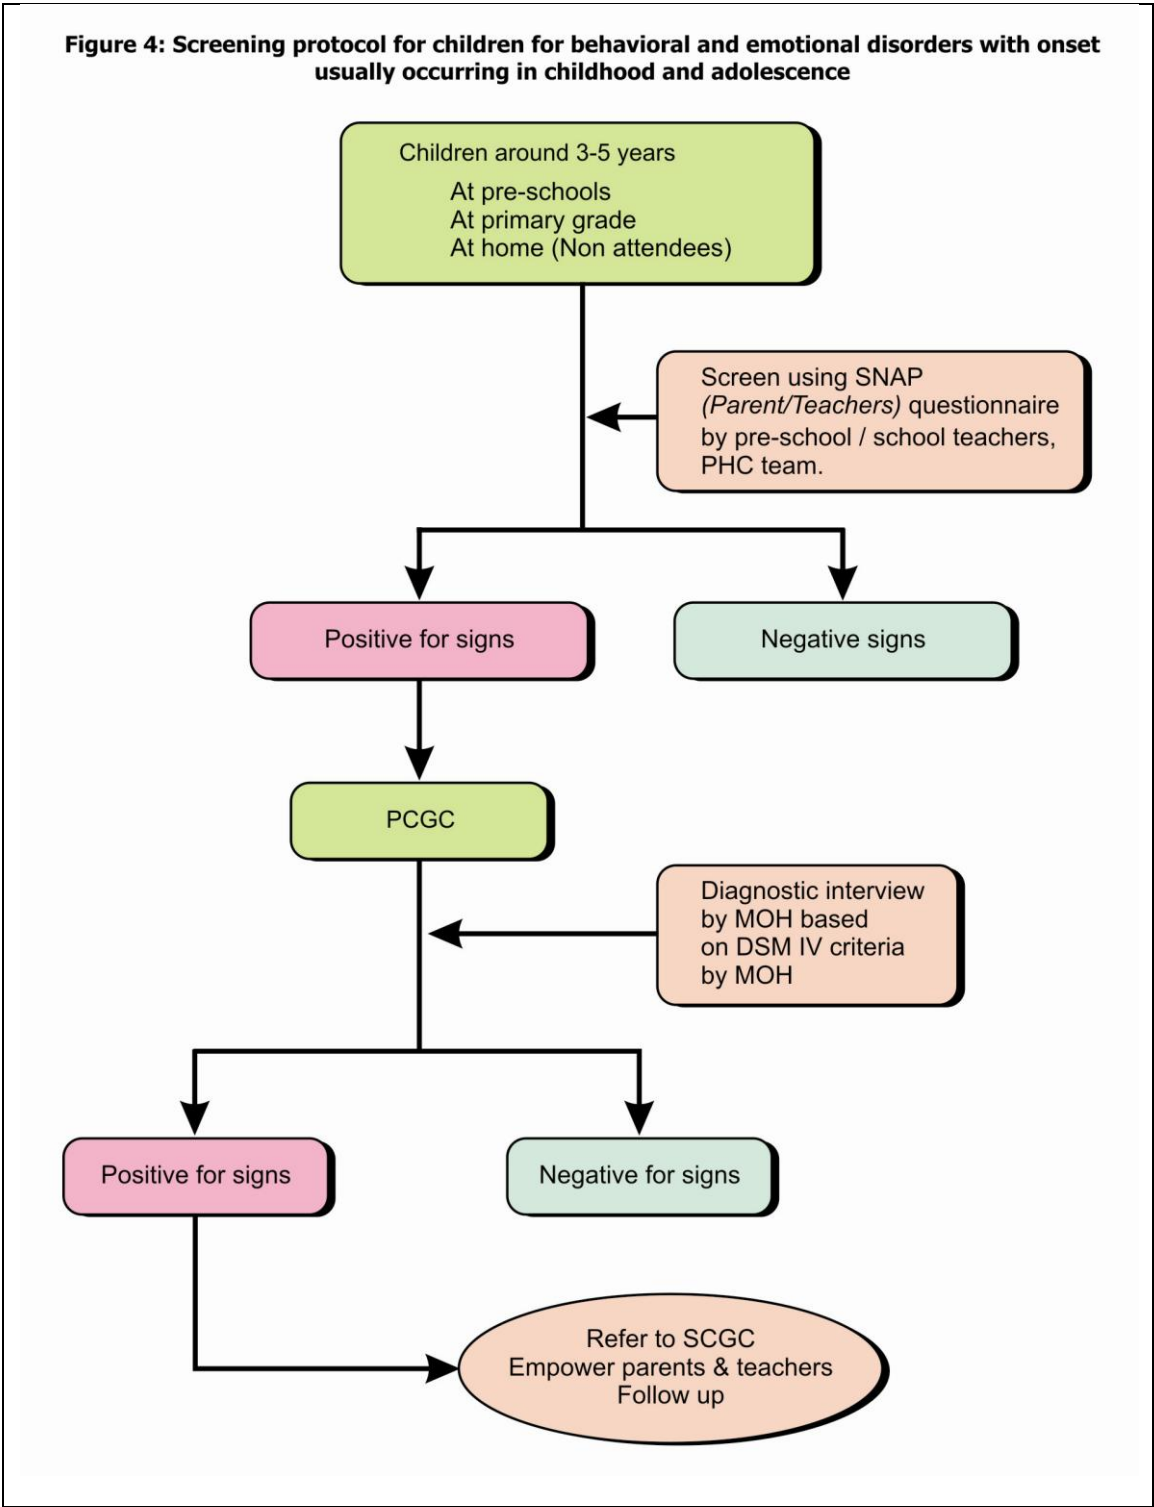 Figure 4: Screening protocol for children for behavioral and emotional disorders with onset
usually occurring in childhood and adolescence
Children around 3-5 years
At pre-schools
At primary grade
At home (Non attendees)
Screen using SNAP
(Parent/Teachers) questionnaire
by pre-school / school teachers,
PHC team.
Positive for signs
Negative signs
PCGC
Diagnostic interview
by MOH based
on DSM IV criteria
by MOH
Positive for signs
Negative for signs
Refer to SCGC
Empower parents & teachers
Follow up